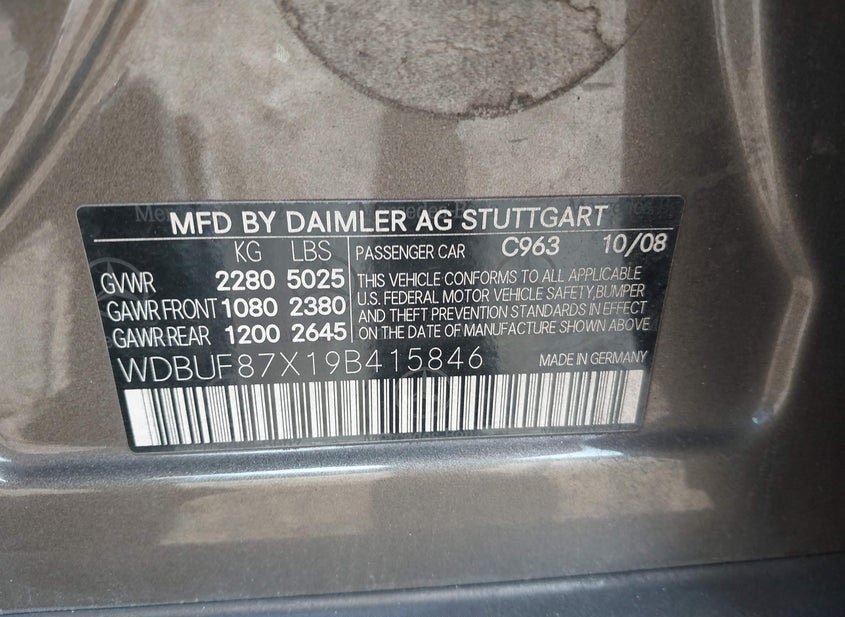 MFD BY DAIMLER AG STUTTGART
KG LBS
GVWR 2280 5025
GAWR FRONT 1080 2380
GAWR REAR 1200 2645
PASSENGER CAR C963 10/08
THIS VEHICLE CONFORMS TO ALL APPLICABLE
U.S. FEDERAL MOTOR VEHICLE SAFETY, BUMPER
AND THEFT PREVENTION STANDARDS IN EFFECT
ON THE DATE OF MANUFACTURE SHOWN ABOVE
WDBUF87X19B415846 MADE IN GERMANY